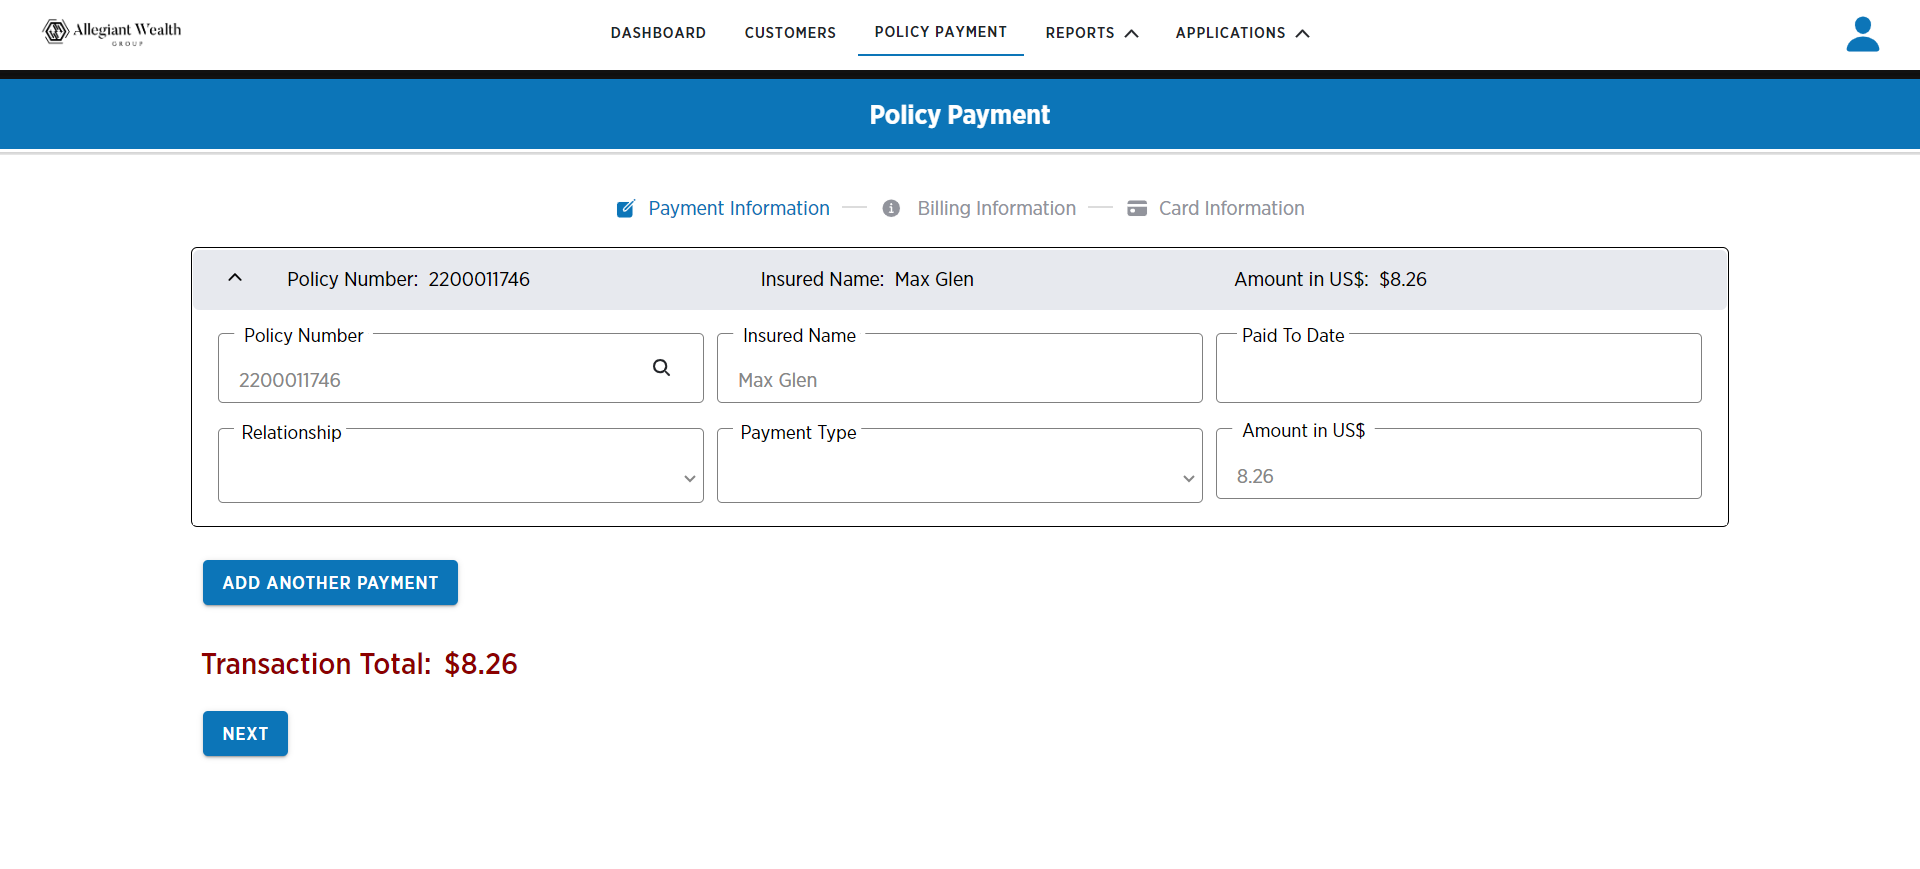 Allegiant Wealth
GROUP
DASHBOARD CUSTOMERS POLICY PAYMENT REPORTS APPLICATIONS
Policy Payment
Payment Information Billing Information Card Information
Policy Number: 2200011746 Insured Name: Max Glen Amount in US$: $8.26
Policy Number Insured Name Paid To Date
2200011746 Max Glen
Relationship Payment Type Amount in US$
8.26
ADD ANOTHER PAYMENT
Transaction Total: $8.26
NEXT